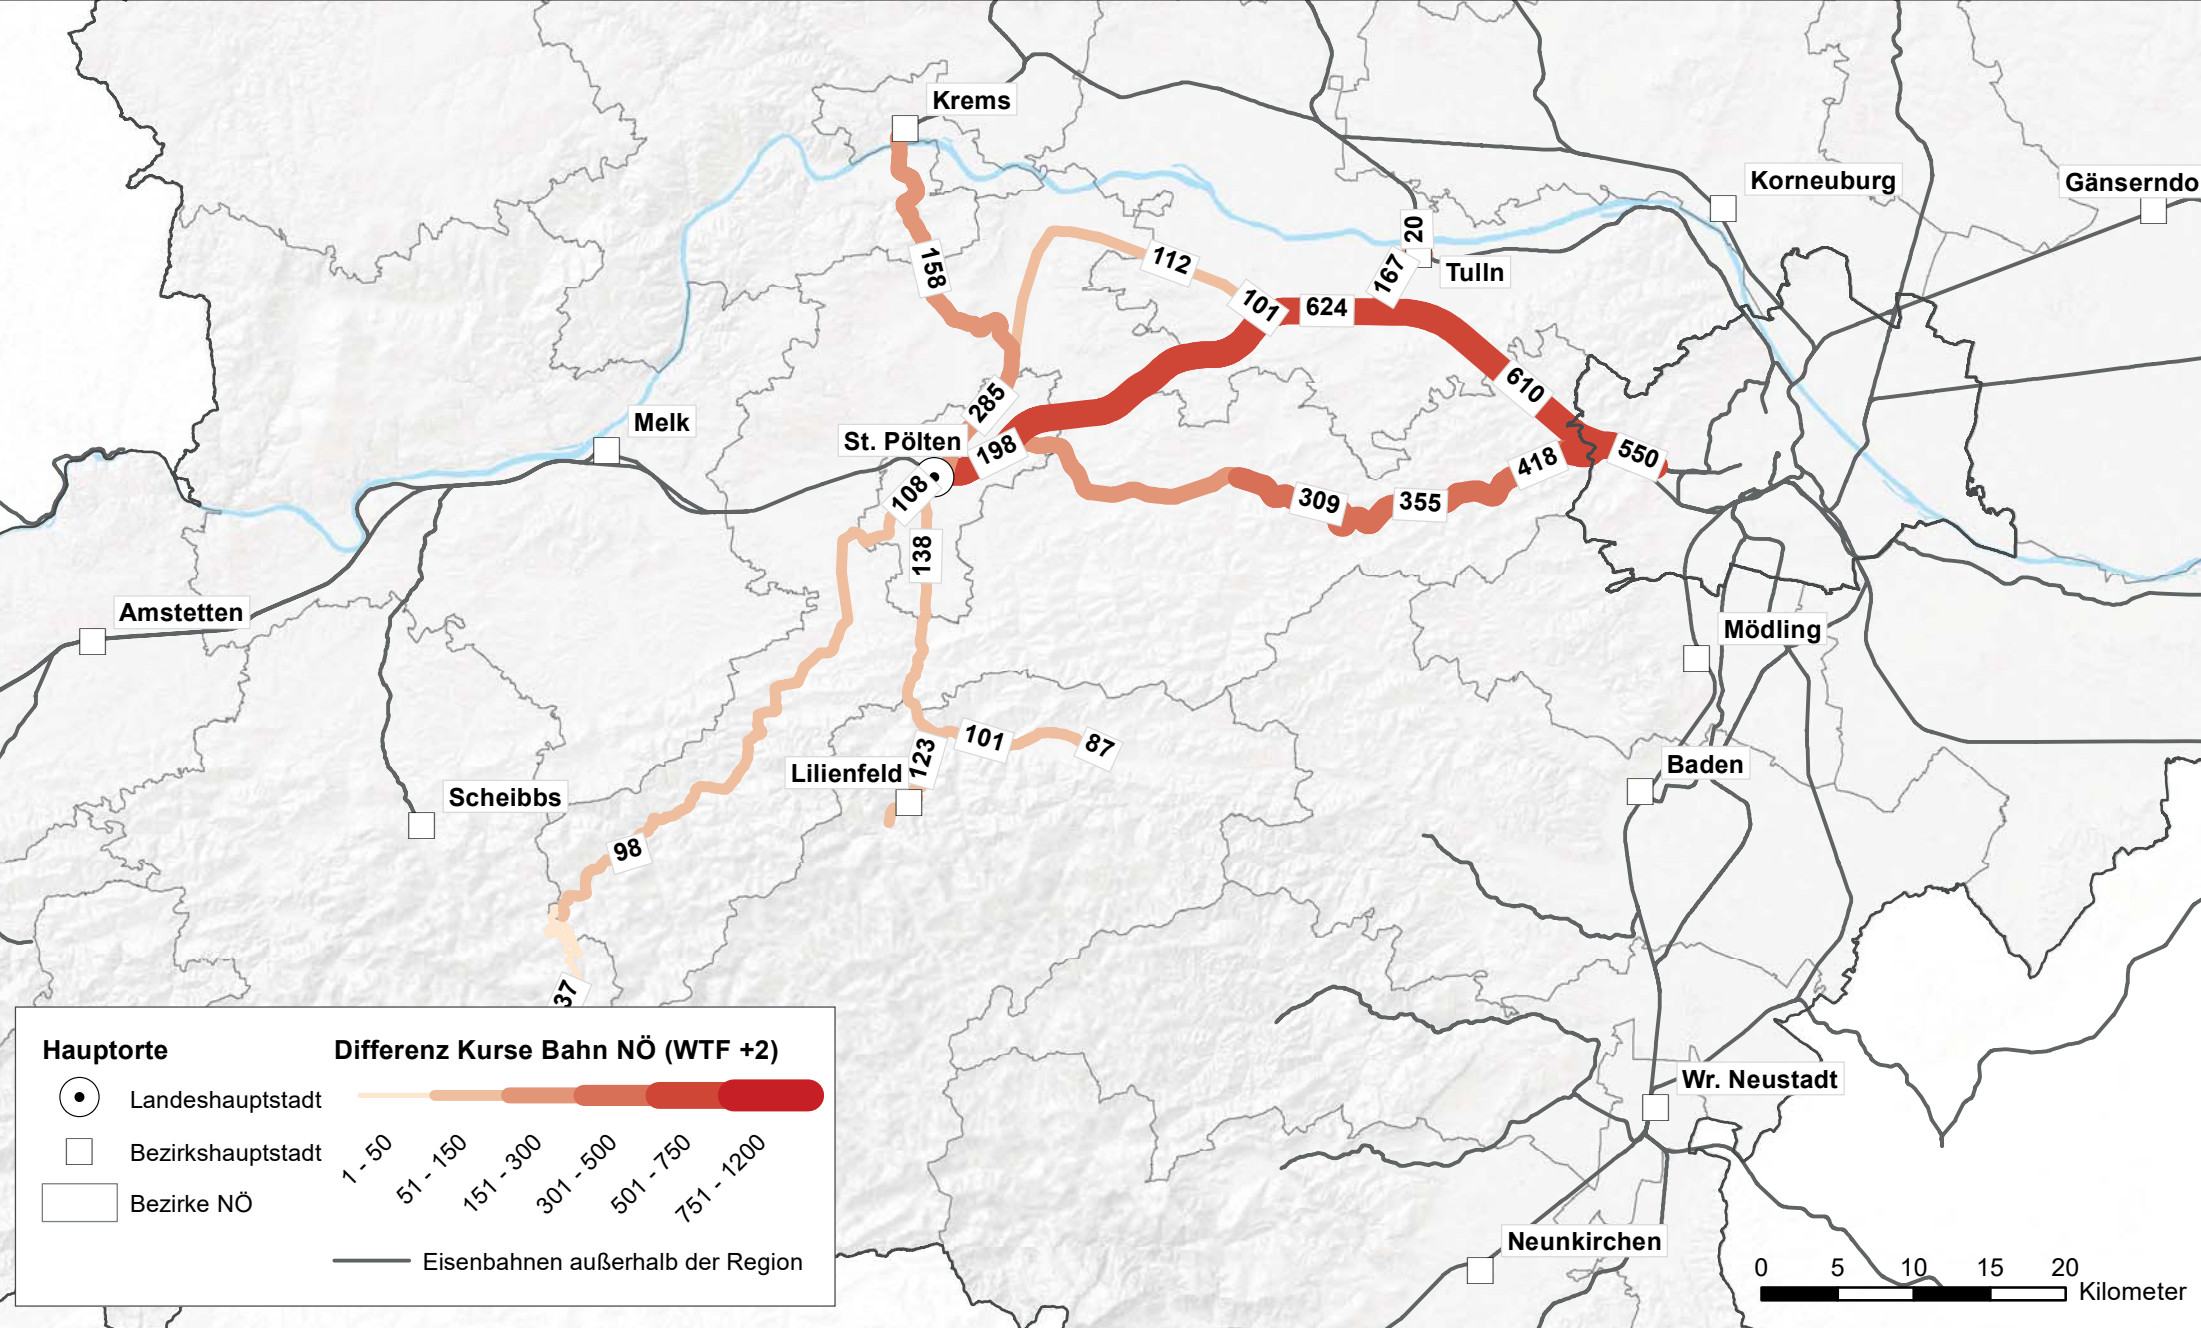 Krems
Korneuburg
Gänserndo
20
Tulln
167
158
112
101
624
610
285
198
St. Pölten
108
Melk
550
418
309
355
138
Amstetten
Mödling
101
87
123
Lilienfeld
Baden
Scheibbs
98
37
Wr. Neustadt
Neunkirchen
Hauptorte
Landeshauptstadt
Bezirkshauptstadt
Bezirke NÖ
Differenz Kurse Bahn NÖ (WTF +2)
1 - 50
51 - 150
151 - 300
301 - 500
501 - 750
751 - 1200
Eisenbahnen außerhalb der Region
0 5 10 15 20
Kilometer